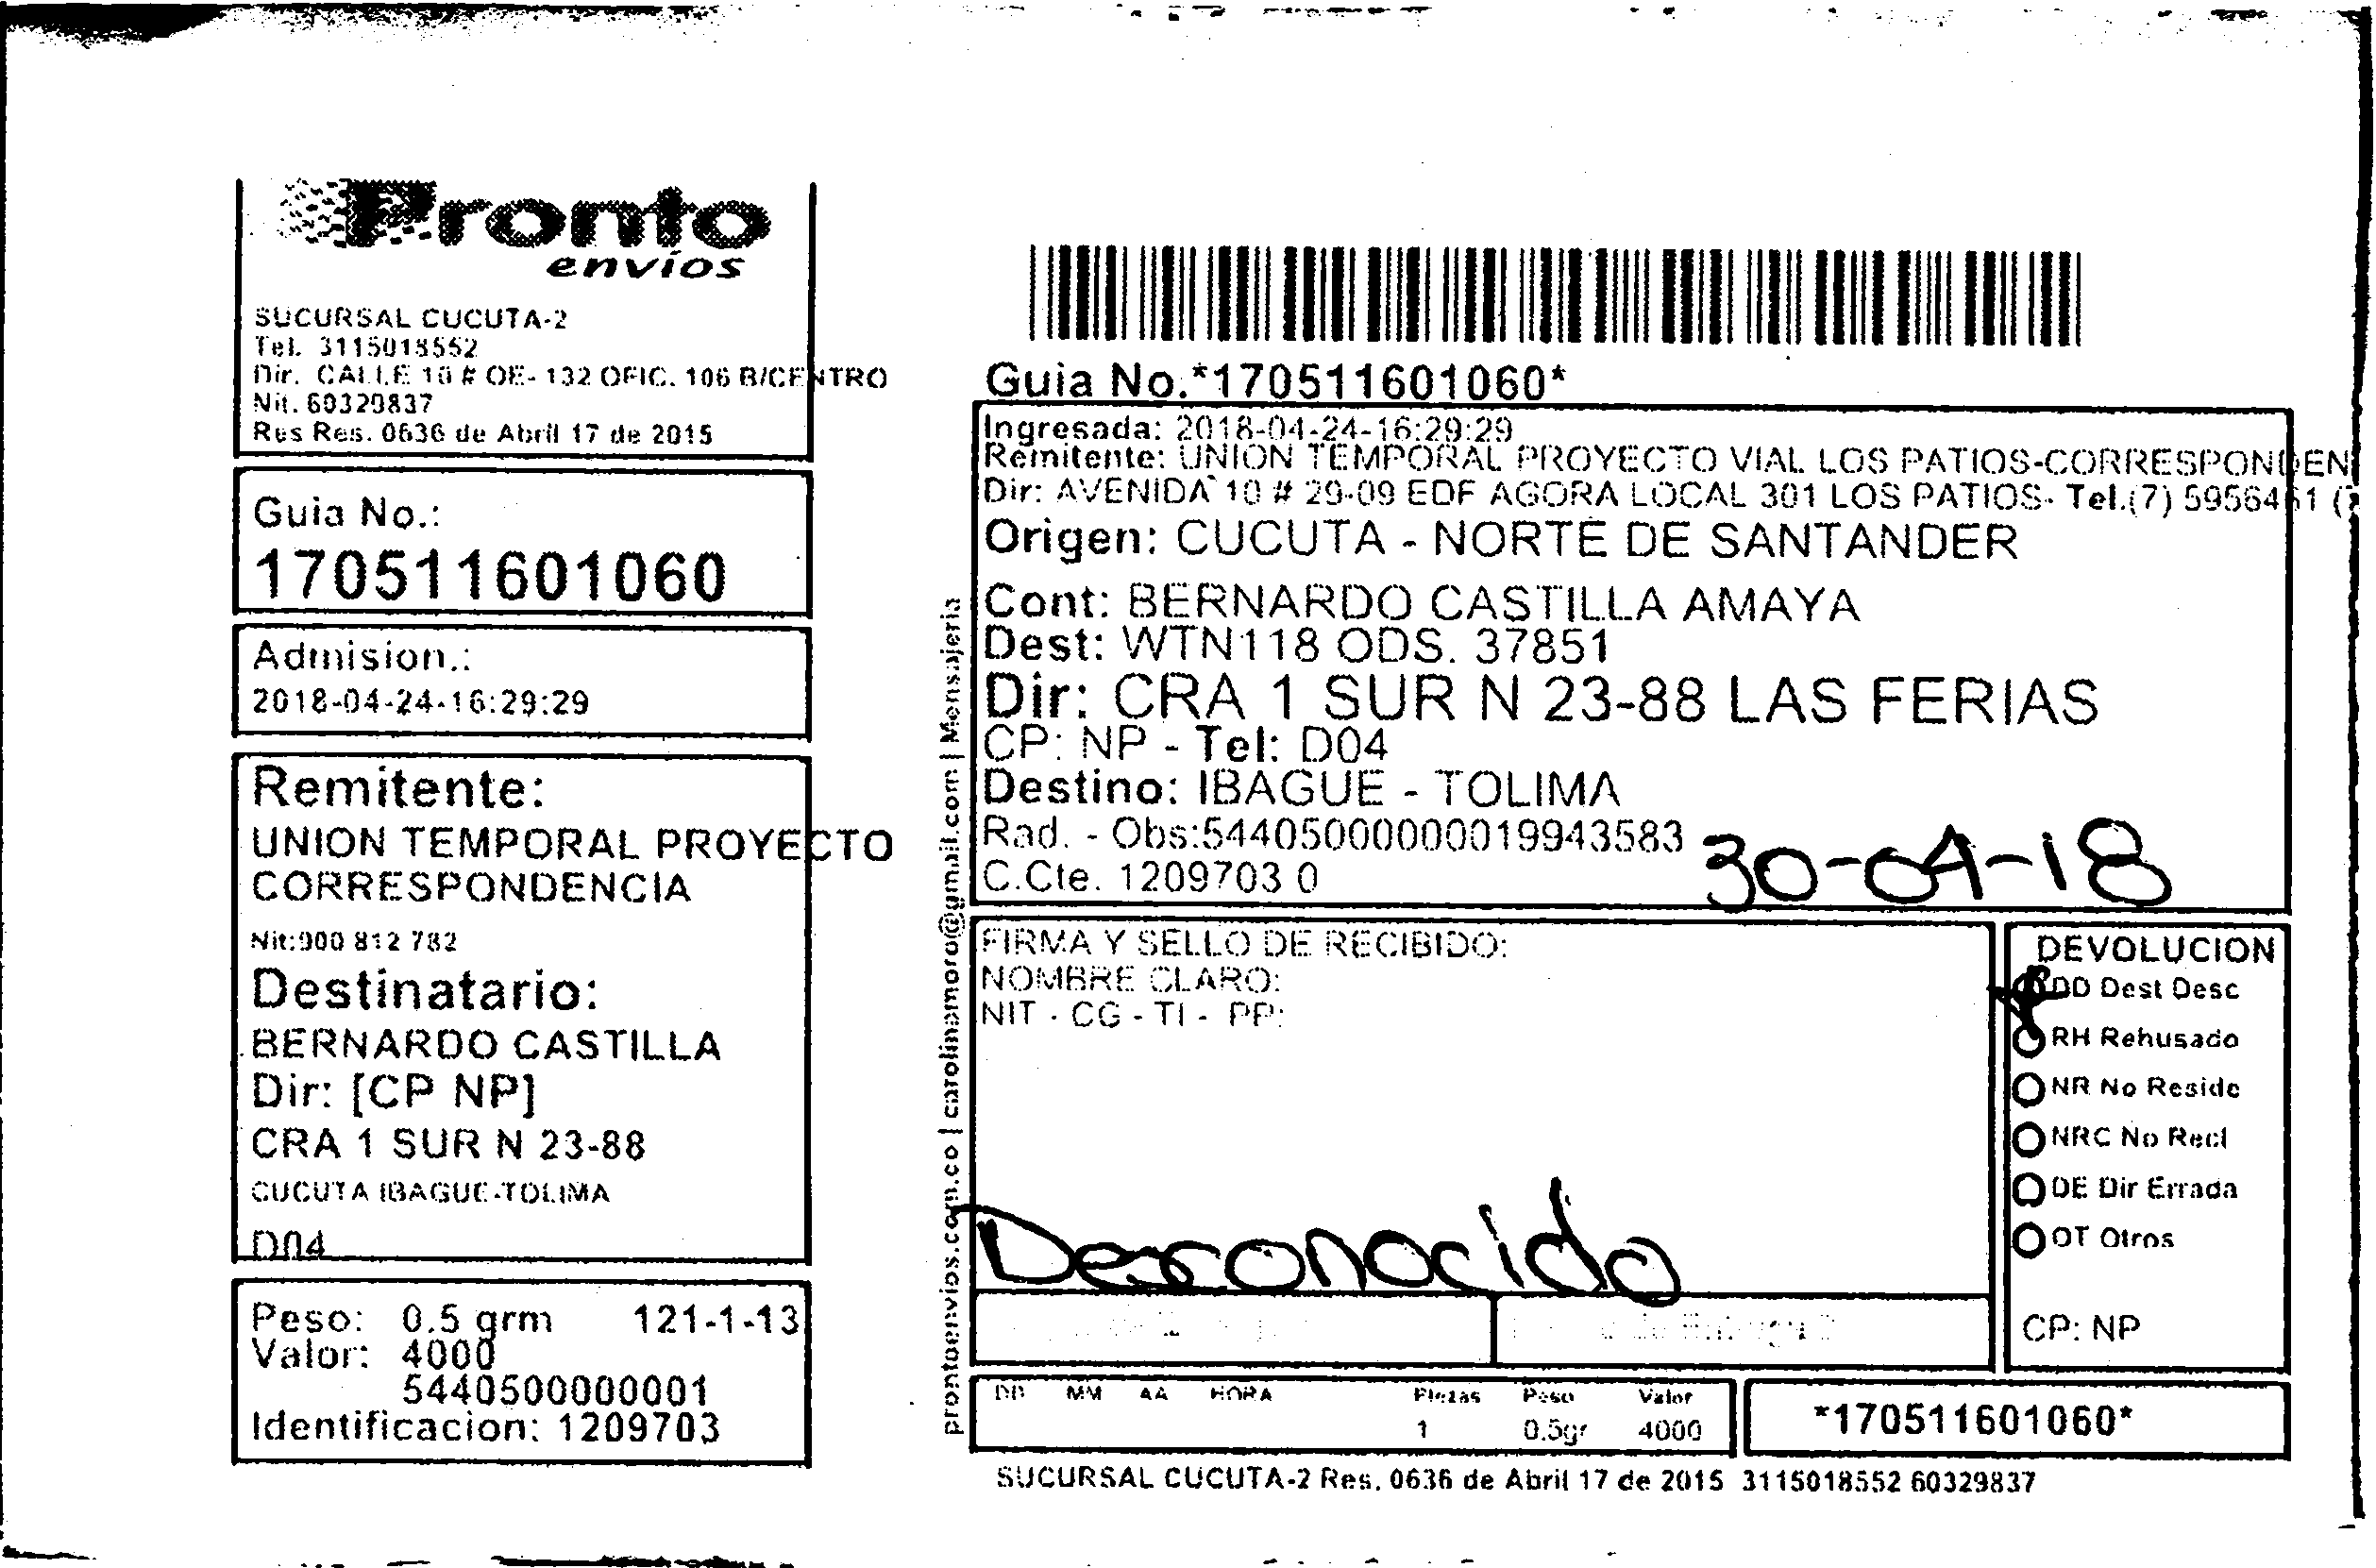 Pronto
envíos
SUCURSAL CUCUTA-2
Tel. 3115018552
Dir. CALLE 10 # OE- 132 OFIC. 106 B/CENTRO
Nit. 60329837
Res Res. 0636 de Abril 17 de 2015
Guia No.:
170511601060
Admision.:
2018-04-24-16:29:29
Remitente:
UNION TEMPORAL PROYECTO
CORRESPONDENCIA
Nit:900 812 782
Destinatario:
BERNARDO CASTILLA
Dir: [CP NP]
CRA 1 SUR N 23-88
CUCUTA IBAGUE-TOLIMA
D04
Peso: 0.5 grm 121-1-13
Valor: 4000
5440500000001
Identificacion: 1209703
prontoenvios.com.co | carolinamoro@gmail.com | Mensajeria
Guia No.*170511601060*
Ingresada: 2018-04-24-16:29:29
Remitente: UNION TEMPORAL PROYECTO VIAL LOS PATIOS-CORRESPONDEN
Dir: AVENIDA 10 # 29-09 EDF AGORA LOCAL 301 LOS PATIOS- Tel.(7) 5956461 (7
Origen: CUCUTA - NORTE DE SANTANDER
Cont: BERNARDO CASTILLA AMAYA
Dest: WTN118 ODS. 37851
Dir: CRA 1 SUR N 23-88 LAS FERIAS
CP: NP - Tel: D04
Destino: IBAGUE - TOLIMA
Rad. - Obs:5440500000019943583
C.Cte. 1209703 0
30-04-18
FIRMA Y SELLO DE RECIBIDO:
NOMBRE CLARO:
NIT - CG - TI - PP:
Desconocido
DEVOLUCION
DD Dest Desc
RH Rehusado
NR No Reside
NRC No Recl
DE Dir Errada
OT Otros
CP: NP
DD MM AA HORA Piezas Peso Valor
1 0.5gr 4000
*170511601060*
SUCURSAL CUCUTA-2 Res. 0636 de Abril 17 de 2015 3115018552 60329837